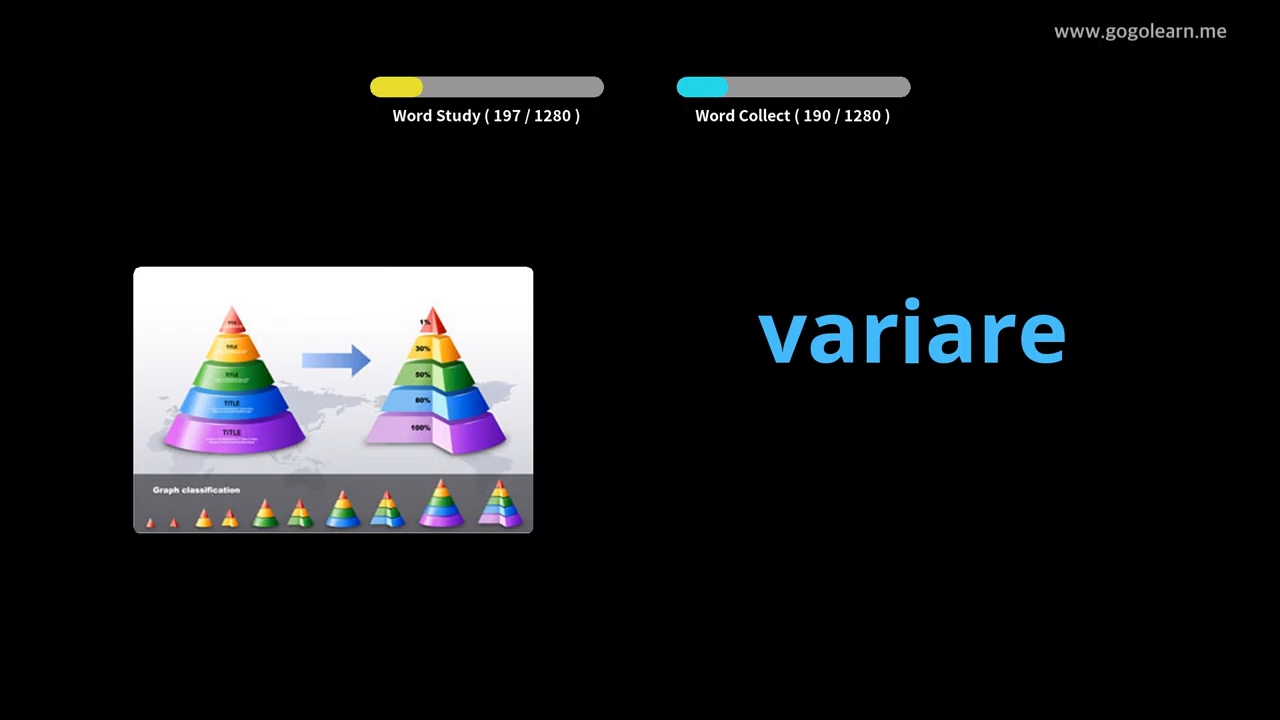 www.gogolearn.me
Word Study ( 197 / 1280 )
Word Collect ( 190 / 1280 )
variare
TITLE
TITLE
TITLE
TITLE
1%
30%
50%
80%
100%
Graph classification